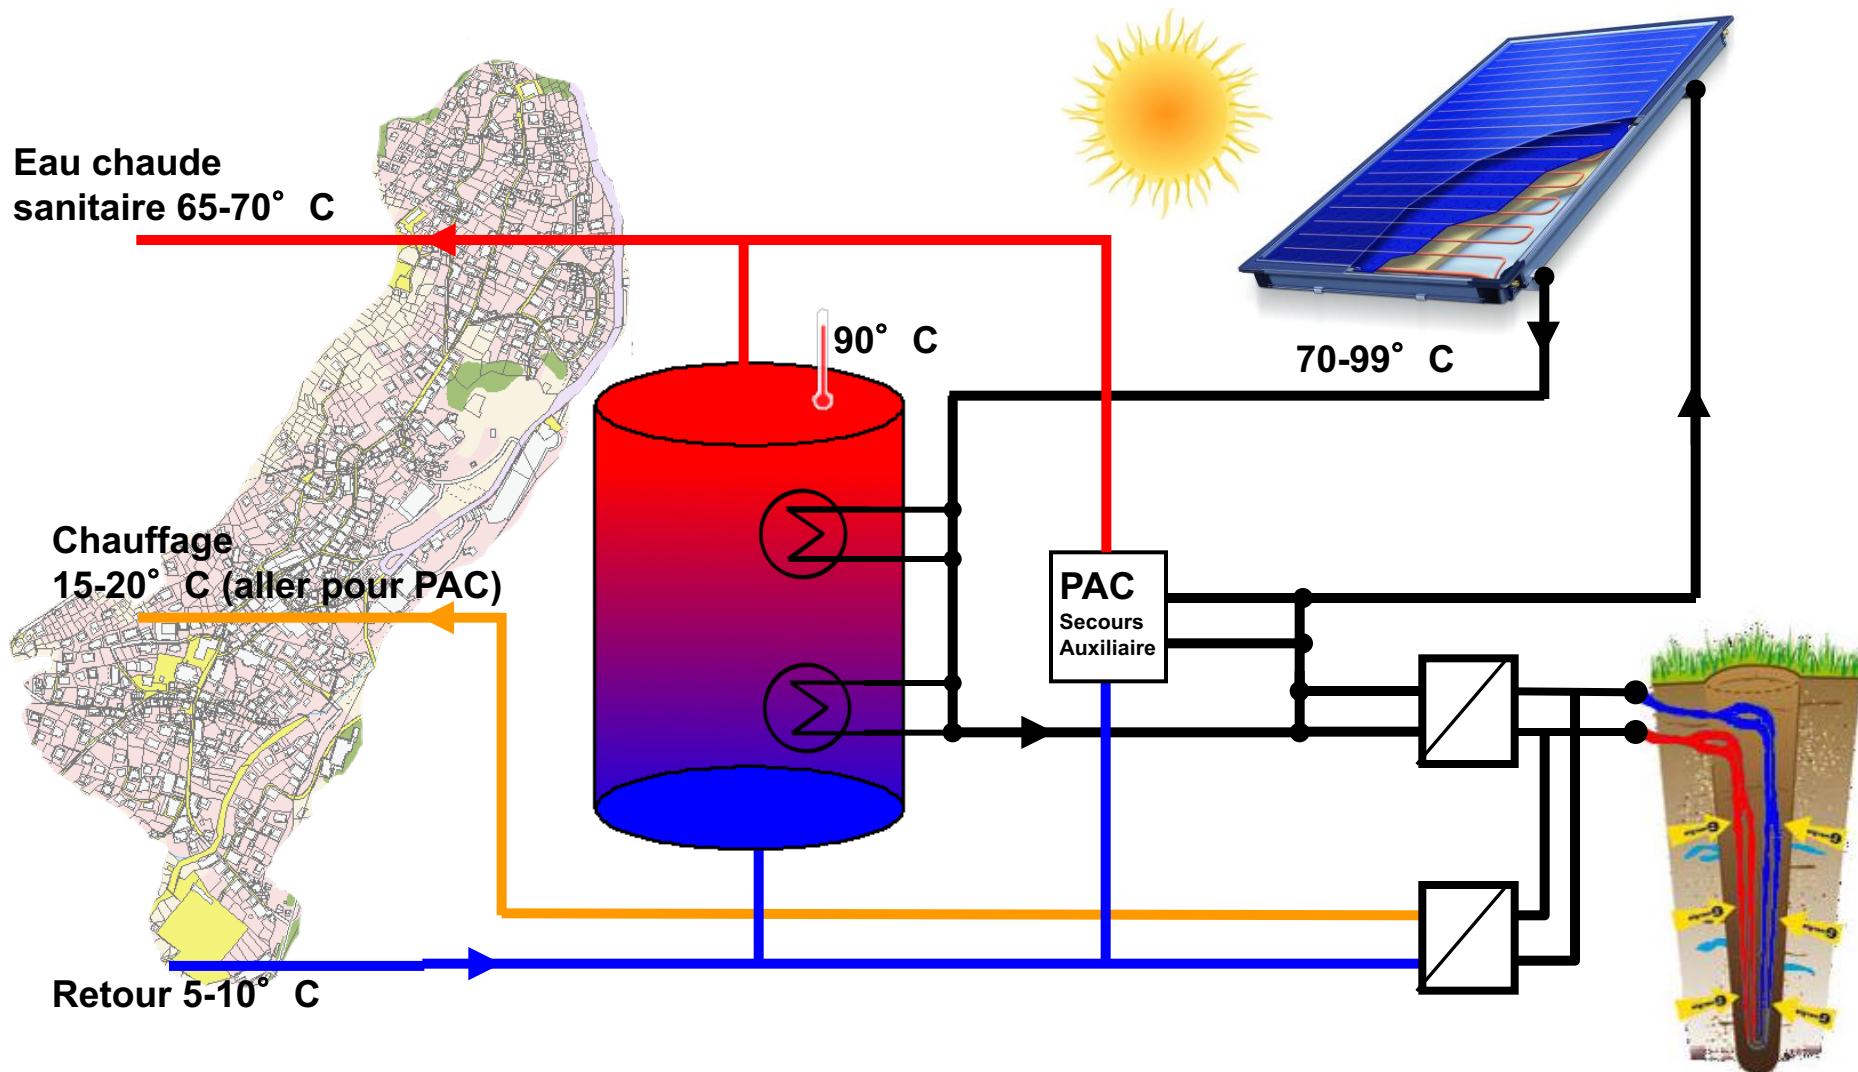 Eau chaude
sanitaire 65-70° C
90° C
70-99° C
Chauffage
15-20° C (aller pour PAC)
PAC
Secours
Auxiliaire
Retour 5-10° C